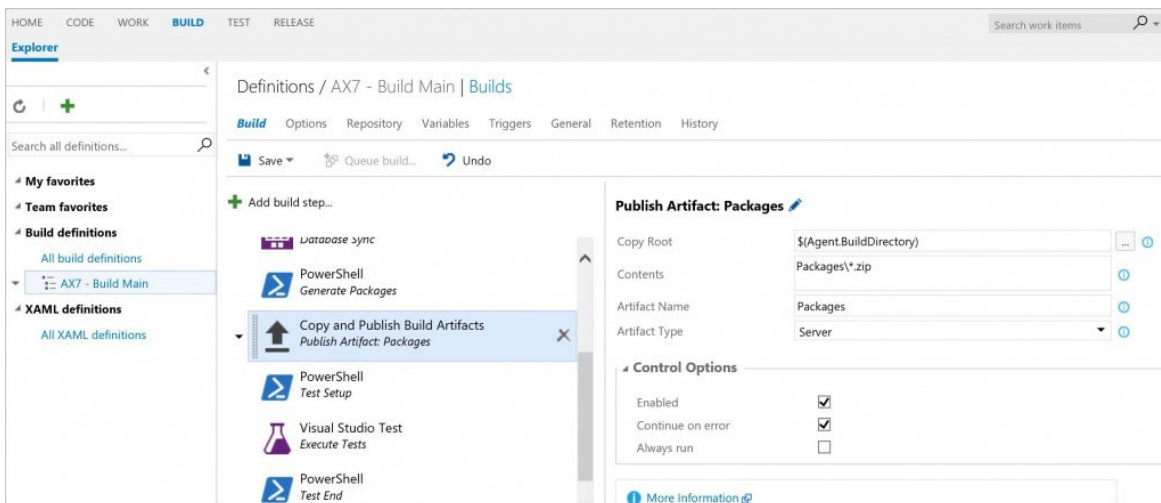 HOME CODE WORK BUILD TEST RELEASE Search work items
Explorer
Definitions / AX7 - Build Main | Builds
Build Options Repository Variables Triggers General Retention History
Search all definitions...
Save Queue build... Undo
My favorites
Team favorites
Build definitions
All build definitions
AX7 - Build Main
XAML definitions
All XAML definitions
Add build step...
Database Sync
PowerShell
Generate Packages
Copy and Publish Build Artifacts
Publish Artifact: Packages
PowerShell
Test Setup
Visual Studio Test
Execute Tests
PowerShell
Test End
Publish Artifact: Packages
Copy Root $(Agent.BuildDirectory) ...
Contents Packages\*.zip
Artifact Name Packages
Artifact Type Server
Control Options
Enabled
Continue on error
Always run
More Information